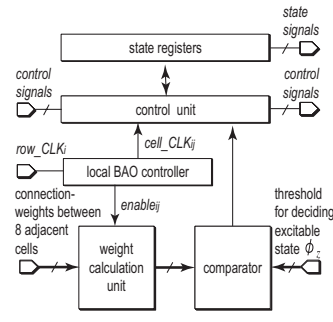 state
signals
state registers
control
signals
control unit
control
signals
row_CLKi
cell_CLKij
local BAO controller
connection-
weights between
8 adjacent
cells
enableij
threshold
for deciding
excitable
state ϕz
weight
calculation
unit
comparator